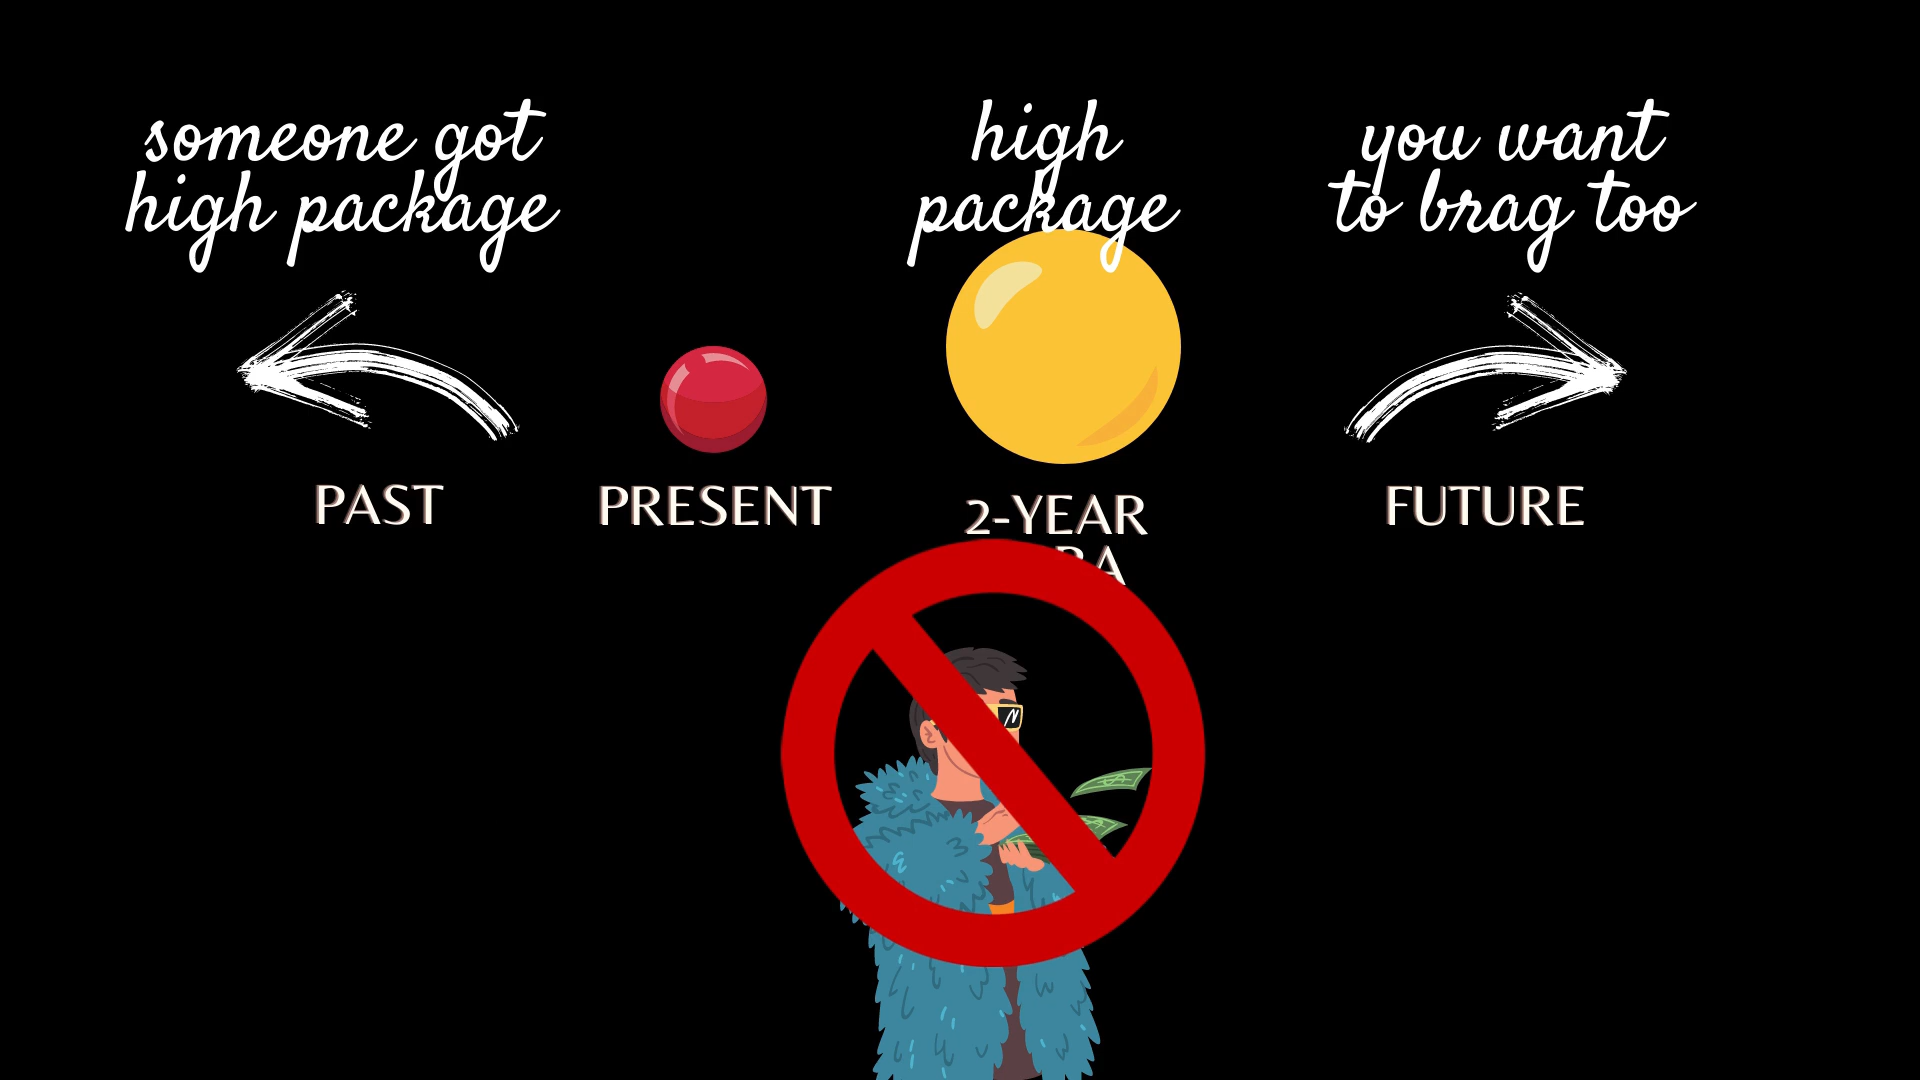 someone got
high package
high
package
you want
to brag too
PAST
PRESENT
2-YEAR
FUTURE